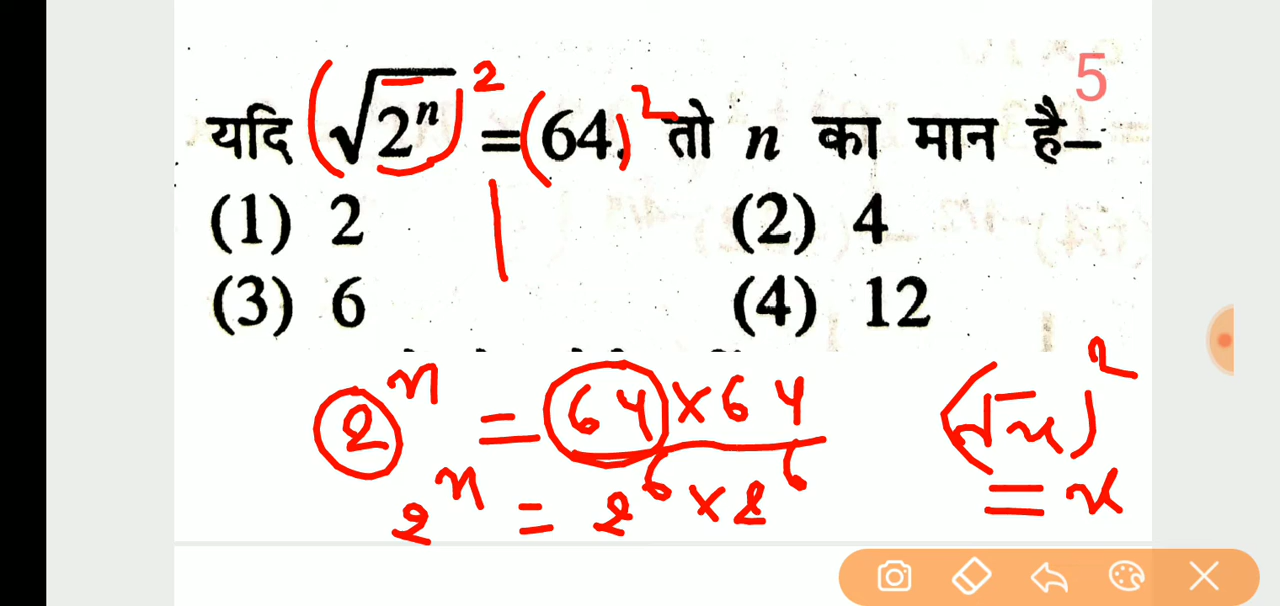 5
यदि (√2ⁿ)² = (64)² तो n का मान है–
(1) 2 (2) 4
(3) 6 (4) 12
2ⁿ = 64 × 64
2ⁿ = 2⁶ × 2⁶
(√x)²
= x